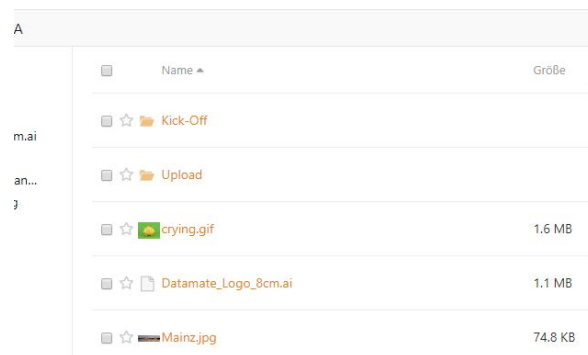 A
Name Größe
Kick-Off
m.ai
Upload
an...
g
crying.gif 1.6 MB
Datamate_Logo_8cm.ai 1.1 MB
Mainz.jpg 74.8 KB